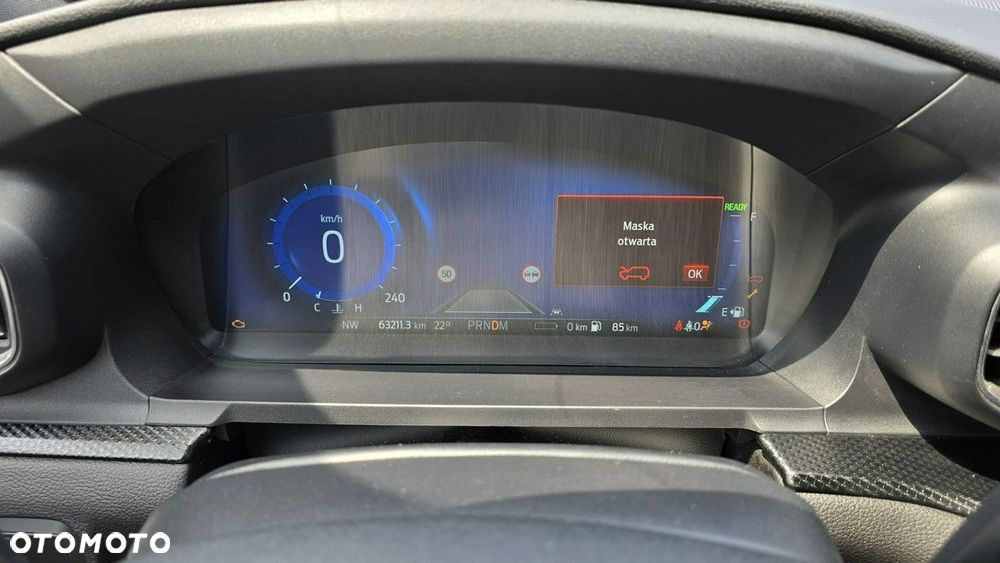 km/h
0
0 240
C H
50
Maska
otwarta
OK
READY
F
E
NW 63211.3 km 22° PRNDM 0 km 85 km
OTOMOTO